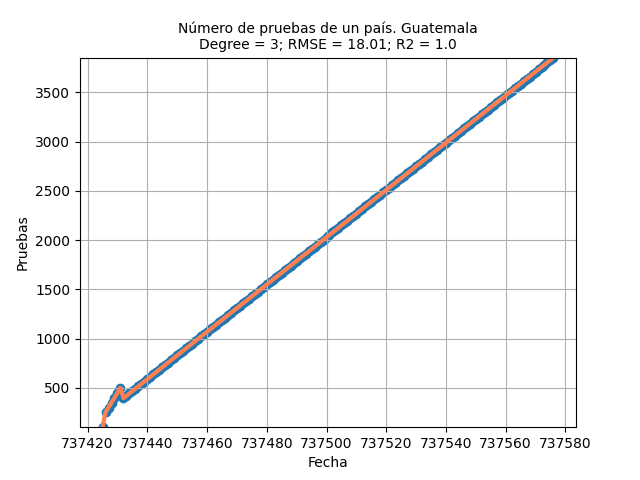 Número de pruebas de un país. Guatemala
Degree = 3; RMSE = 18.01; R2 = 1.0
Pruebas
3500
3000
2500
2000
1500
1000
500
737420 737440 737460 737480 737500 737520 737540 737560 737580
Fecha